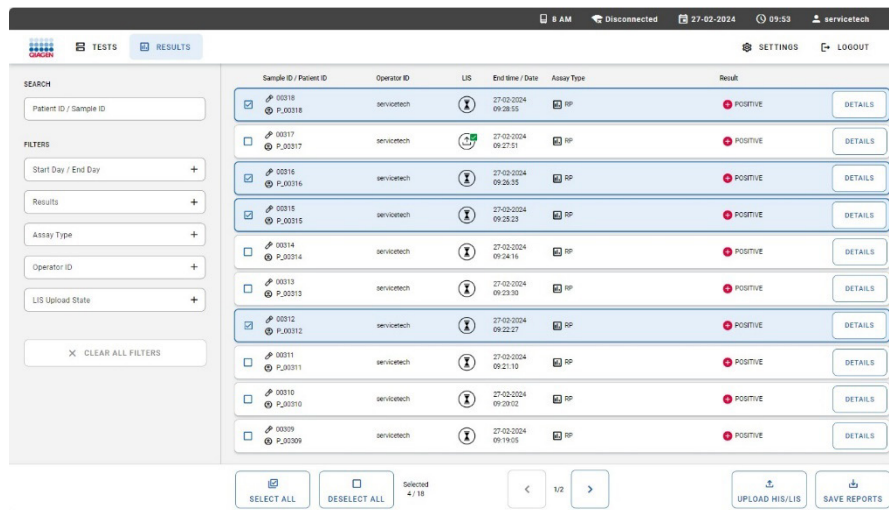 8 AM Disconnected 27-02-2024 09:53 servicetech
QIAGEN TESTS RESULTS SETTINGS LOGOUT
SEARCH
Patient ID / Sample ID
FILTERS
Start Day / End Day +
Results +
Assay Type +
Operator ID +
LIS Upload State +
X CLEAR ALL FILTERS
Sample ID / Patient ID Operator ID LIS End time / Date Assay Type Result
00318 servicetech 27-02-2024 RP POSITIVE DETAILS
P_00318 09:28:55
00317 servicetech 27-02-2024 RP POSITIVE DETAILS
P_00317 09:27:51
00316 servicetech 27-02-2024 RP POSITIVE DETAILS
P_00316 09:26:35
00315 servicetech 27-02-2024 RP POSITIVE DETAILS
P_00315 09:25:23
00314 servicetech 27-02-2024 RP POSITIVE DETAILS
P_00314 09:24:16
00313 servicetech 27-02-2024 RP POSITIVE DETAILS
P_00313 09:23:30
00312 servicetech 27-02-2024 RP POSITIVE DETAILS
P_00312 09:22:27
00311 servicetech 27-02-2024 RP POSITIVE DETAILS
P_00311 09:21:10
00310 servicetech 27-02-2024 RP POSITIVE DETAILS
P_00310 09:20:02
00309 servicetech 27-02-2024 RP POSITIVE DETAILS
P_00309 09:19:05
SELECT ALL DESELECT ALL
Selected
4 / 18
< 1/2 >
UPLOAD HIS/LIS SAVE REPORTS